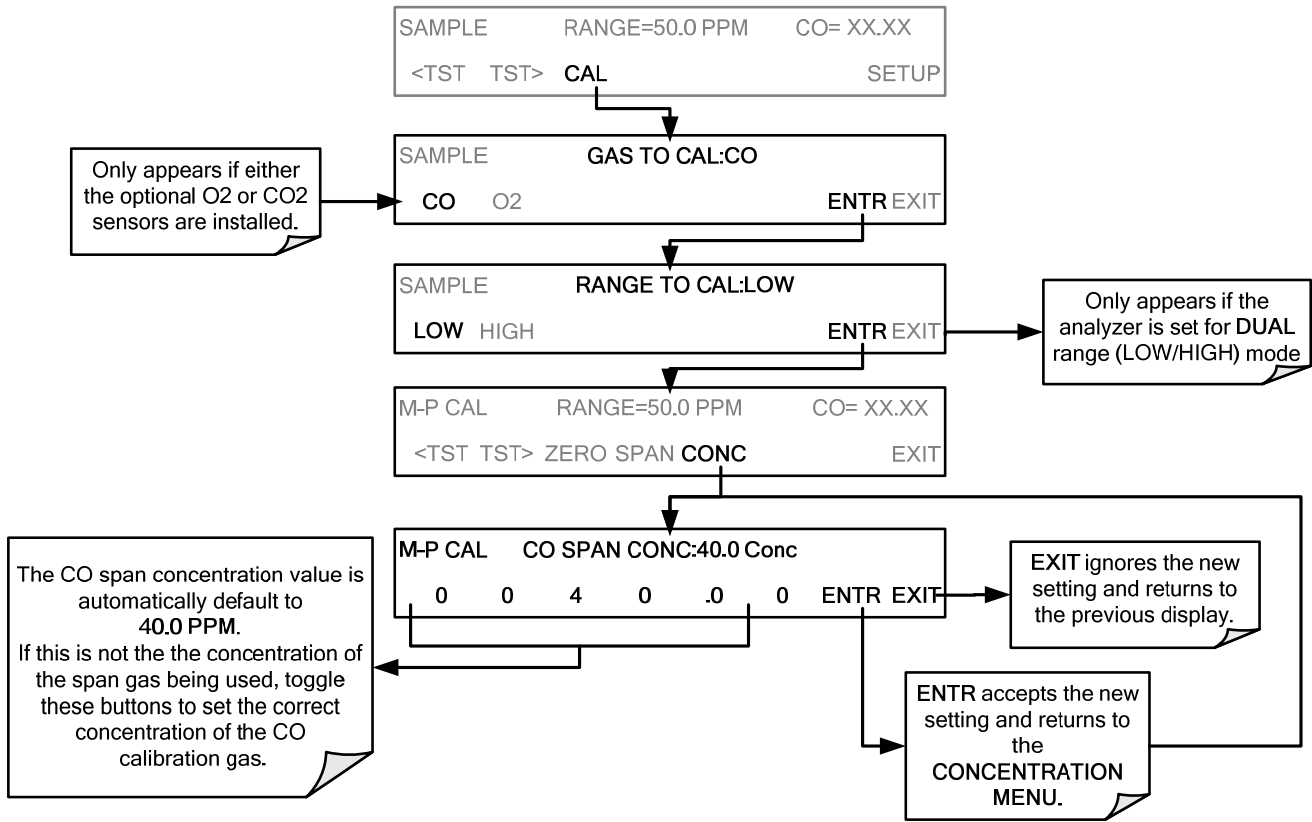 SAMPLE RANGE=50.0 PPM CO= XX.XX
<TST TST> CAL SETUP
SAMPLE GAS TO CAL:CO
CO O2 ENTR EXIT
Only appears if either
the optional O2 or CO2
sensors are installed.
SAMPLE RANGE TO CAL:LOW
LOW HIGH ENTR EXIT
Only appears if the
analyzer is set for DUAL
range (LOW/HIGH) mode
M-P CAL RANGE=50.0 PPM CO= XX.XX
<TST TST> ZERO SPAN CONC EXIT
M-P CAL CO SPAN CONC:40.0 Conc
0 0 4 0 .0 0 ENTR EXIT
The CO span concentration value is
automatically default to
40.0 PPM.
If this is not the the concentration of
the span gas being used, toggle
these buttons to set the correct
concentration of the CO
calibration gas.
EXIT ignores the new
setting and returns to
the previous display.
ENTR accepts the new
setting and returns to
the
CONCENTRATION
MENU.